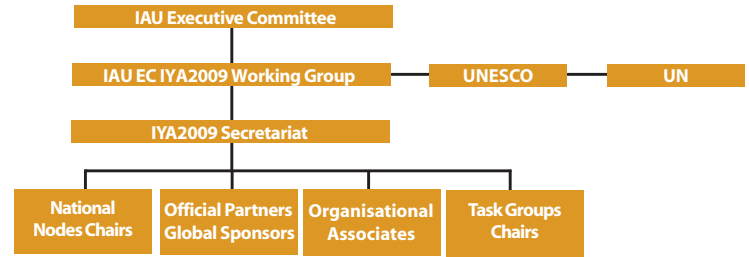 IAU Executive Committee
IAU EC IYA2009 Working Group
UNESCO
UN
IYA2009 Secretariat
National
Nodes Chairs
Official Partners
Global Sponsors
Organisational
Associates
Task Groups
Chairs